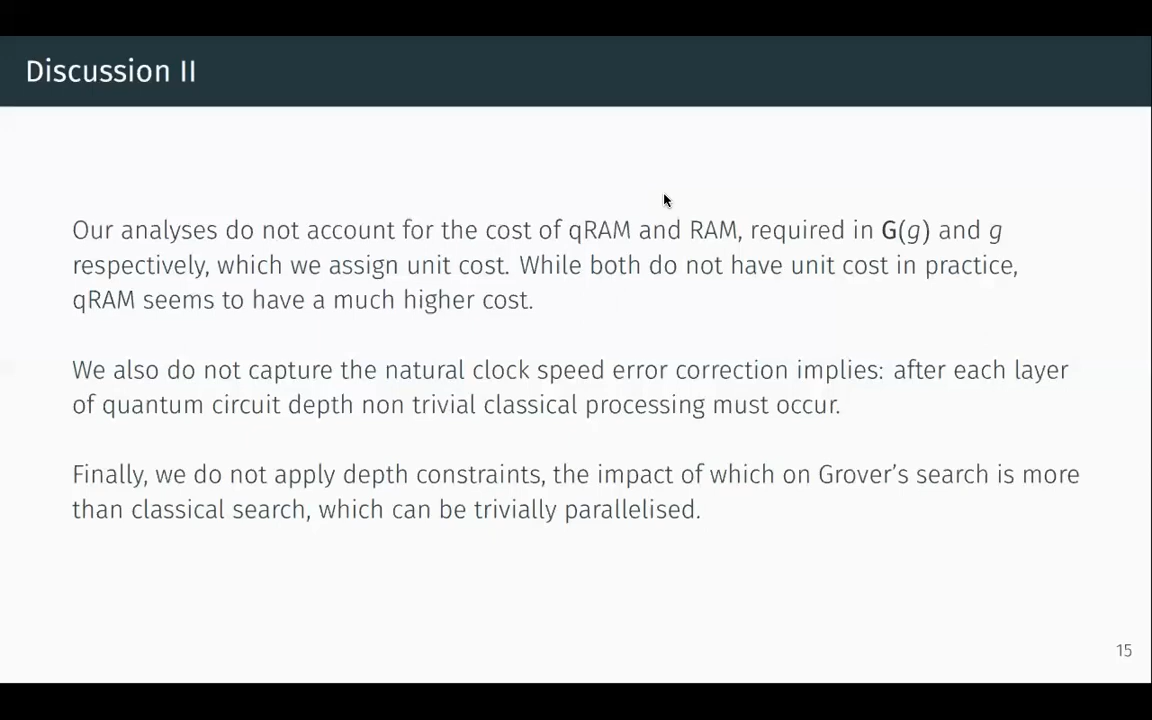 Discussion II
Our analyses do not account for the cost of qRAM and RAM, required in G(g) and g
respectively, which we assign unit cost. While both do not have unit cost in practice,
qRAM seems to have a much higher cost.
We also do not capture the natural clock speed error correction implies: after each layer
of quantum circuit depth non trivial classical processing must occur.
Finally, we do not apply depth constraints, the impact of which on Grover’s search is more
than classical search, which can be trivially parallelised.
15